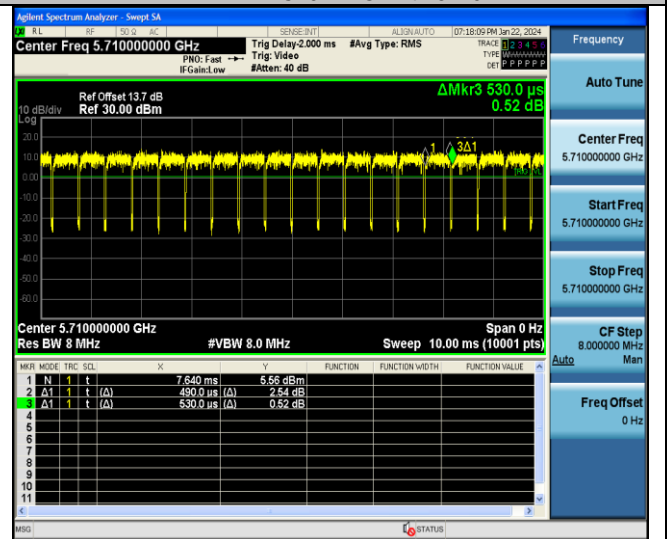 Agilent Spectrum Analyzer - Swept SA
RL RF 50 Ω AC SENSE:INT ALIGN AUTO 07:18:09 PM Jan 22, 2024
Center Freq 5.710000000 GHz
PNO: Fast
IFGain:Low
Trig Delay-2.000 ms
Trig: Video
#Atten: 40 dB
#Avg Type: RMS
TRACE 1 2 3 4 5 6
TYPE
DET P P P P P P
Frequency
Auto Tune
Center Freq
5.710000000 GHz
Start Freq
5.710000000 GHz
Stop Freq
5.710000000 GHz
CF Step
8.000000 MHz
Auto Man
Freq Offset
0 Hz
ΔMkr3 530.0 µs
0.52 dB
Ref Offset 13.7 dB
10 dB/div Ref 30.00 dBm
Log
20.0
10.0
0.00
-10.0
-20.0
-30.0
-40.0
-50.0
-60.0
1
3Δ1
Center 5.710000000 GHz Span 0 Hz
Res BW 8 MHz #VBW 8.0 MHz Sweep 10.00 ms (10001 pts)
MKR MODE TRC SCL X Y FUNCTION FUNCTION WIDTH FUNCTION VALUE
1 N 1 t 7.640 ms 5.56 dBm
2 Δ1 1 t (Δ) 490.0 µs (Δ) 2.54 dB
3 Δ1 1 t (Δ) 530.0 µs (Δ) 0.52 dB
4
5
6
7
8
9
10
11
MSG STATUS